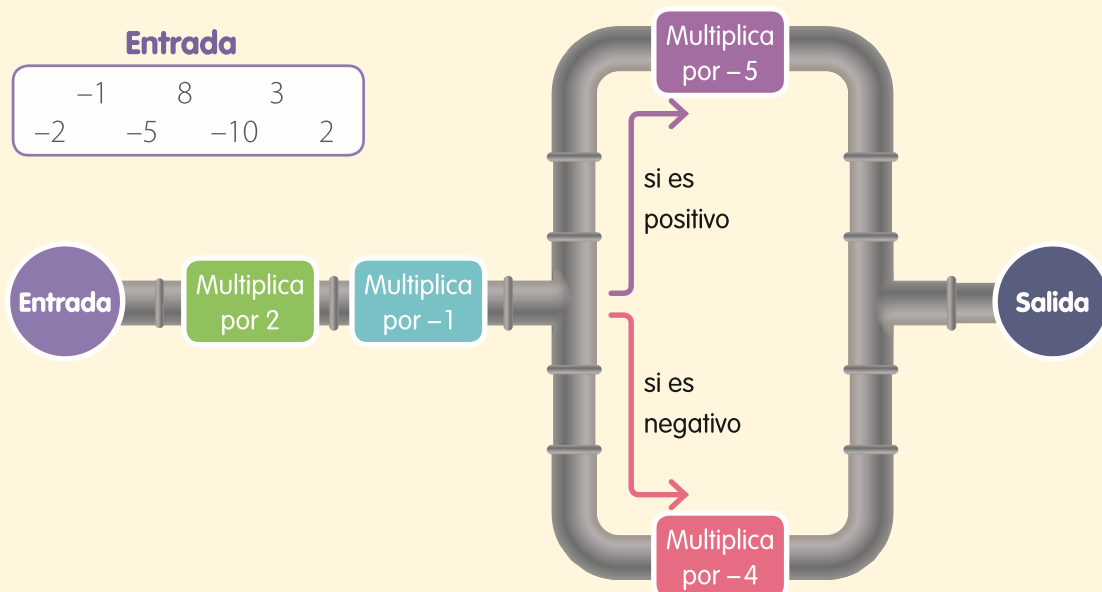 Entrada
–1 8 3
–2 –5 –10 2
Multiplica
por –5
si es
positivo
Entrada
Multiplica
por 2
Multiplica
por –1
Salida
si es
negativo
Multiplica
por –4